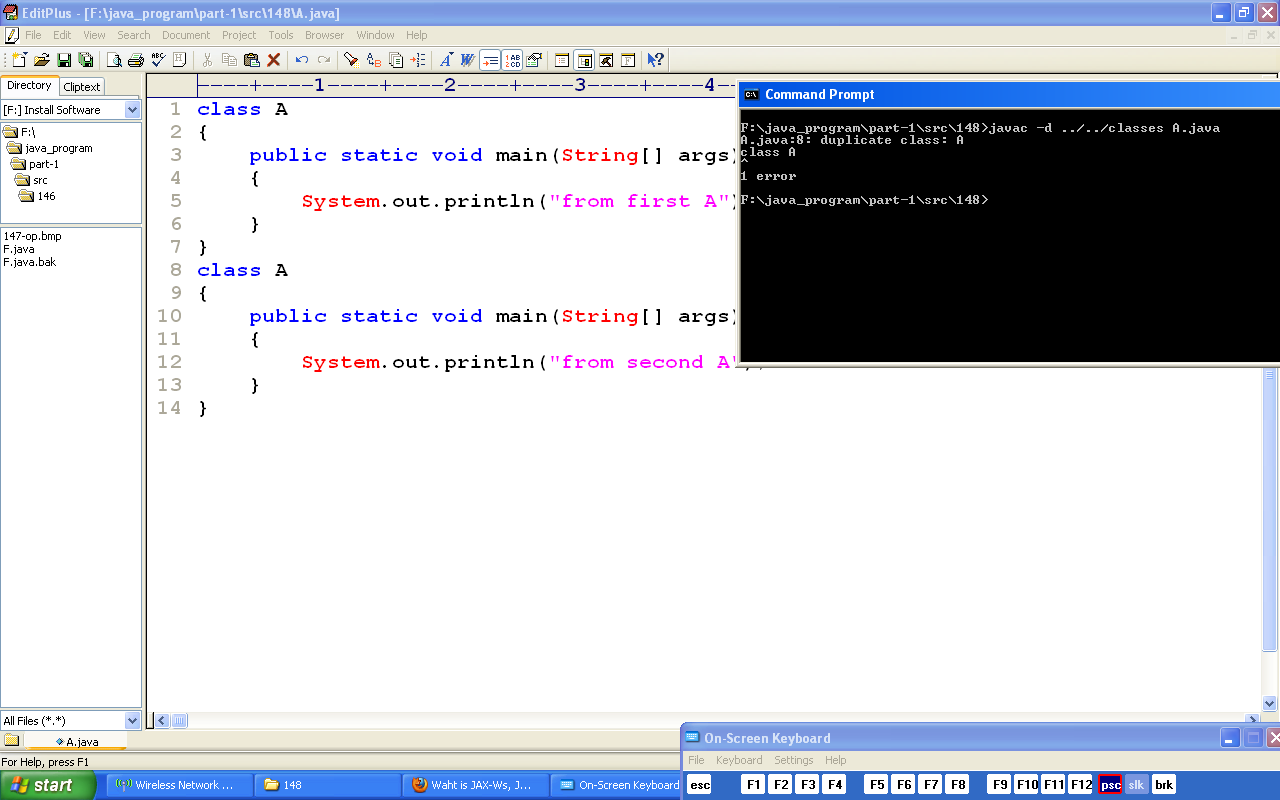 EditPlus - [F:\java_program\part-1\src\148\A.java]
File Edit View Search Document Project Tools Browser Window Help
Directory Cliptext
[F:] Install Software
F:\
java_program
part-1
src
146
147-op.bmp
F.java
F.java.bak
All Files (*.*)
----+----1----+----2----+----3----+----4--
1 class A
2 {
3 public static void main(String[] args)
4 {
5 System.out.println("from first A")
6 }
7 }
8 class A
9 {
10 public static void main(String[] args)
11 {
12 System.out.println("from second A"
13 }
14 }
Command Prompt
F:\java_program\part-1\src\148>javac -d ../../classes A.java
A.java:8: duplicate class: A
class A
^
1 error
F:\java_program\part-1\src\148>
A.java
For Help, press F1
On-Screen Keyboard
File Keyboard Settings Help
esc F1 F2 F3 F4 F5 F6 F7 F8 F9 F10 F11 F12 psc slk brk
start Wireless Network ... 148 Waht is JAX-Ws, J... On-Screen Keyboard